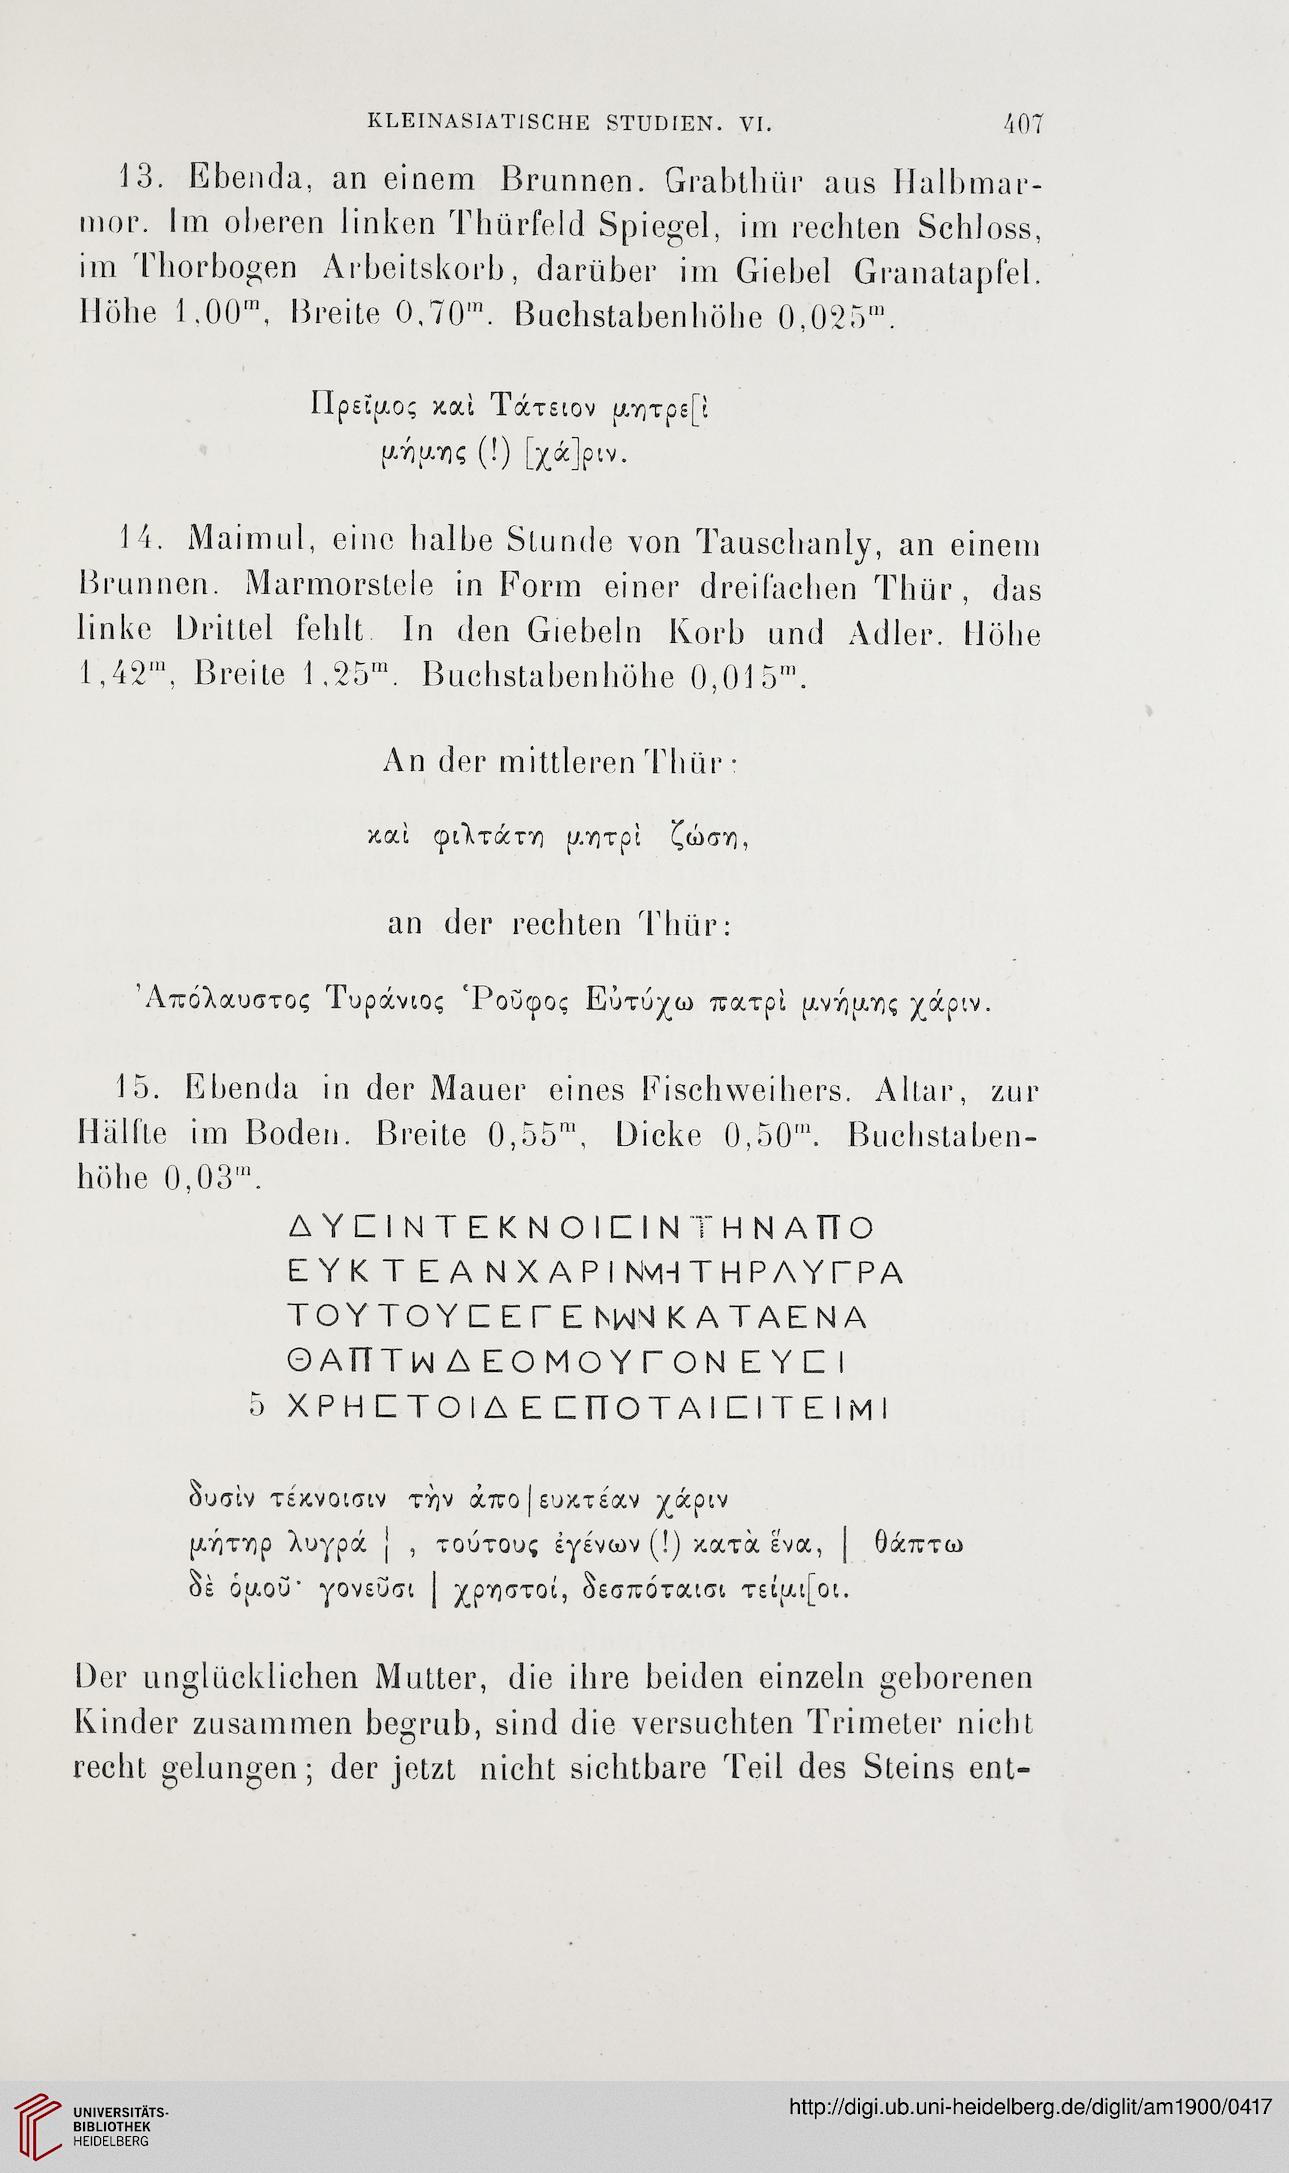 KLEINASIATISCHE STUDIEN. VI. 407
13. Ebenda, an einem Brunnen. Grabthür aus Halbmar-
mor. Im oberen linken Thürfeld Spiegel, im rechten Schloss,
im Thorbogen Arbeitskorb, darüber im Giebel Granatapfel.
Höhe 1,00ᵐ, Breite 0,70ᵐ. Buchstabenhöhe 0,025ᵐ.
Πρεῖμος καὶ Τάτειον μητρε[ὶ
μήμης (!) [χά]ριν.
14. Maimul, eine halbe Stunde von Tauschanly, an einem
Brunnen. Marmorstele in Form einer dreifachen Thür, das
linke Drittel fehlt. In den Giebeln Korb und Adler. Höhe
1,42ᵐ, Breite 1,25ᵐ. Buchstabenhöhe 0,015ᵐ.
An der mittleren Thür:
καὶ φιλτάτη μητρὶ ζώση,
an der rechten Thür:
Ἀπόλαυστος Τυράνιος Ῥοῦφος Εὐτύχω πατρὶ μνήμης χάριν.
15. Ebenda in der Mauer eines Fischweihers. Altar, zur
Hälfte im Boden. Breite 0,55ᵐ, Dicke 0,50ᵐ. Buchstaben-
höhe 0,03ᵐ.
ΔΥΣΙΝΤΕΚΝΟΙΣΙΝΤΗΝΑΠΟ
ΕΥΚΤΕΑΝΧΑΡΙΝΜΗΤΗΡΛΥΓΡΑ
ΤΟΥΤΟΥΣΕΓΕΝωΝΚΑΤΑΕΝΑ
ΘΑΠΤωΔΕΟΜΟΥΓΟΝΕΥΣΙ
5 ΧΡΗΣΤΟΙΔΕΣΠΟΤΑΙΣΙΤΕΙΜΙ
δυσὶν τέκνοισιν τὴν ἀπο|ευκτέαν χάριν
μήτηρ λυγρά | , τούτους ἐγένων (!) κατὰ ἕνα, | θάπτω
δὲ ὁμοῦ· γονεῦσι | χρηστοί, δεσπόταισι τείμι[οι.
Der unglücklichen Mutter, die ihre beiden einzeln geborenen
Kinder zusammen begrub, sind die versuchten Trimeter nicht
recht gelungen; der jetzt nicht sichtbare Teil des Steins ent-
UNIVERSITÄTS-
BIBLIOTHEK
HEIDELBERG
http://digi.ub.uni-heidelberg.de/diglit/am1900/0417